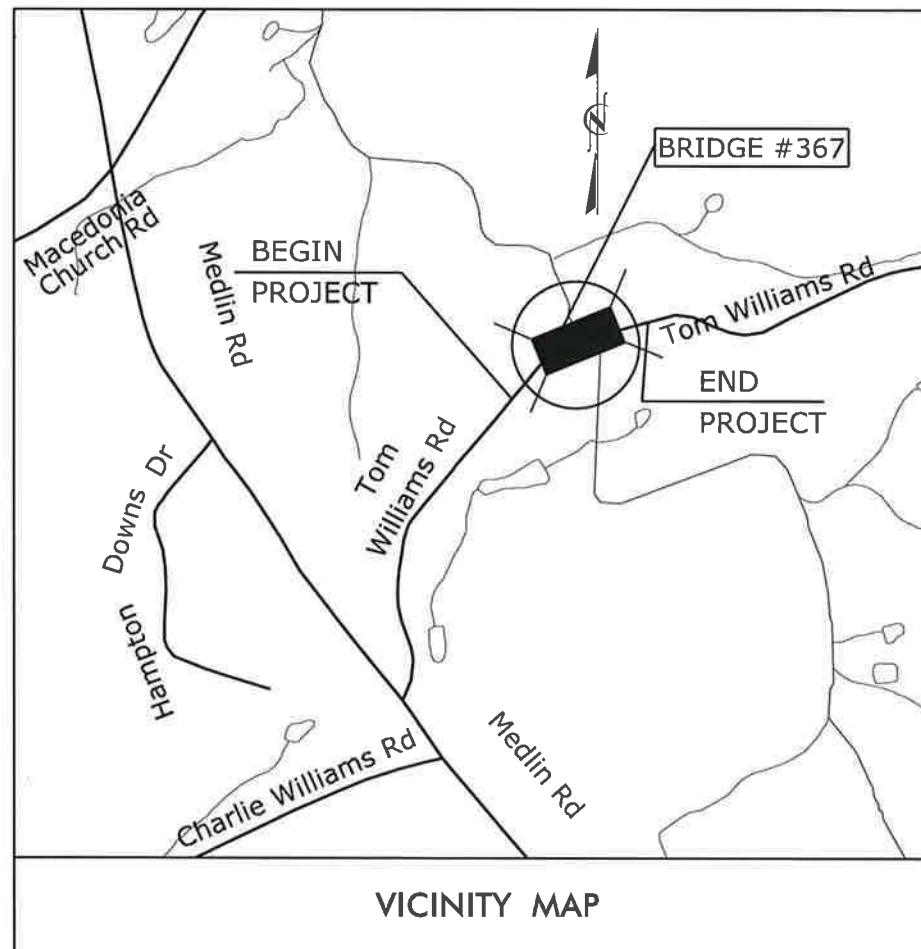 BRIDGE #367
Macedonia
Church Rd
Medlin Rd
BEGIN
PROJECT
Tom Williams Rd
END
PROJECT
Tom
Williams Rd
Hampton Downs Dr
Medlin Rd
Charlie Williams Rd
VICINITY MAP